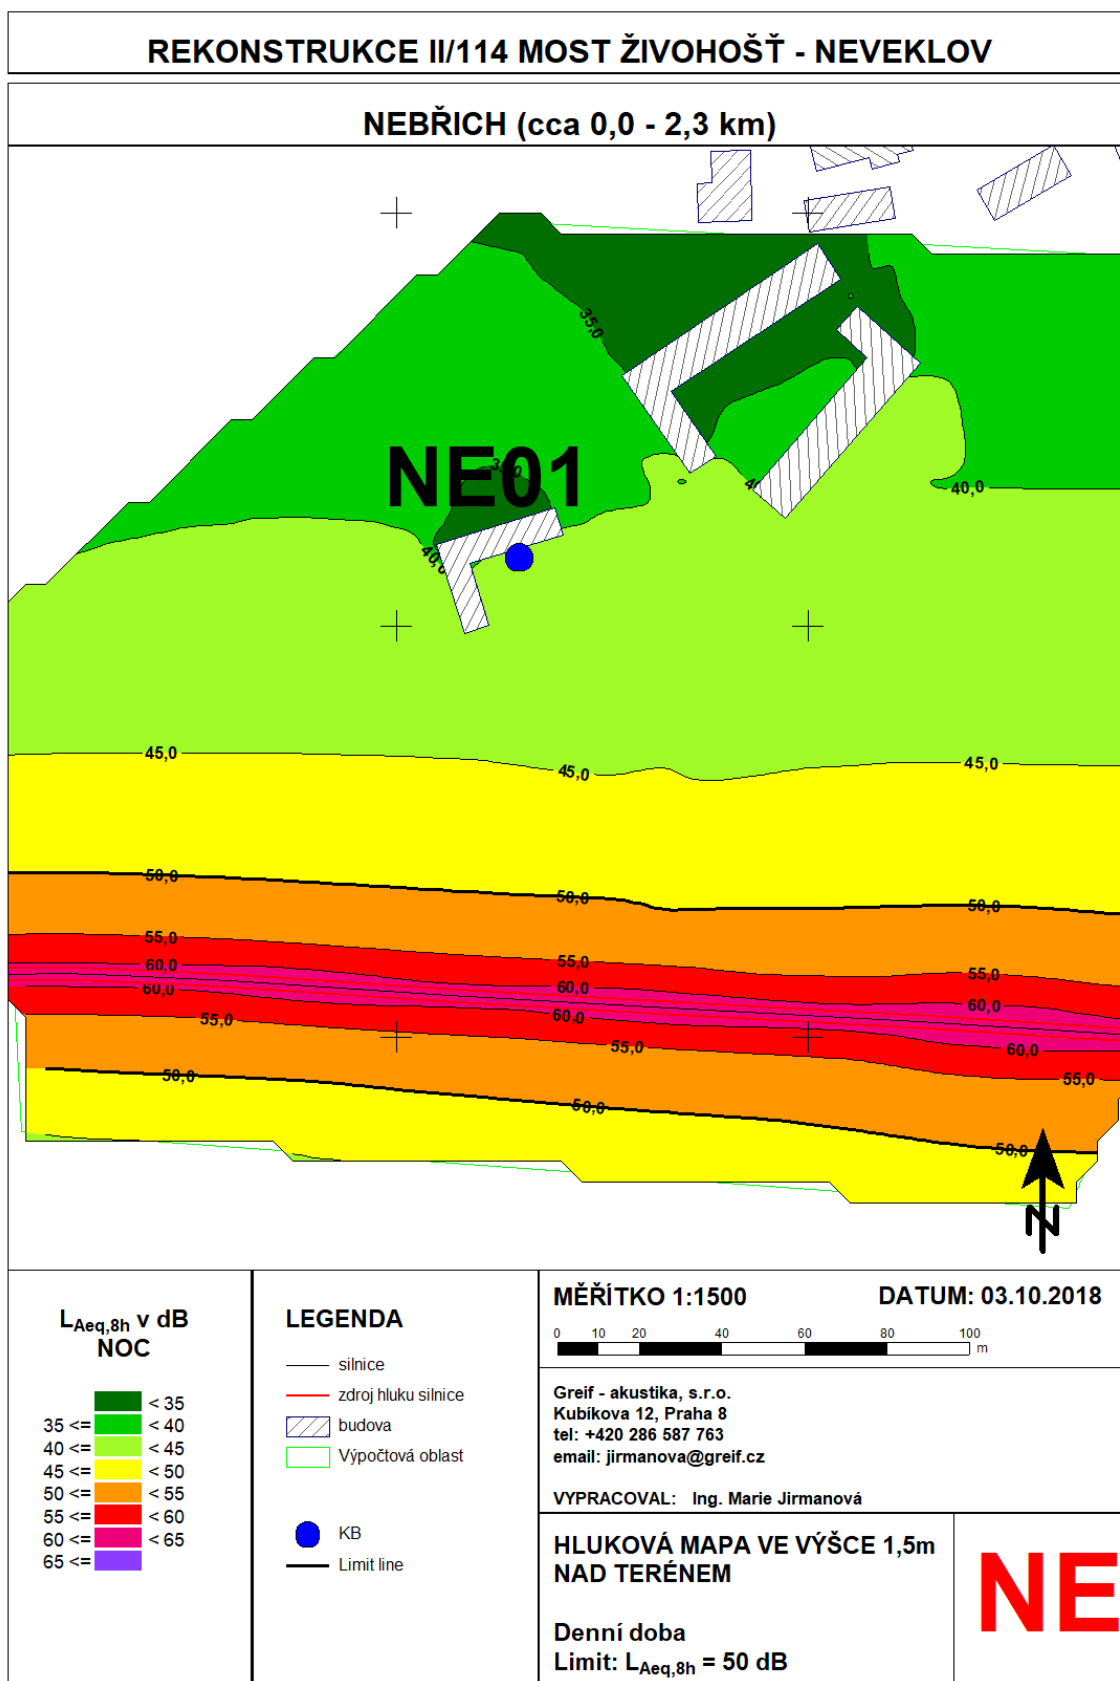 REKONSTRUKCE II/114 MOST ŽIVOHOŠŤ - NEVEKLOV
NEBŘICH (cca 0,0 - 2,3 km)
35,0
NE01
35,0
40,0
40,0
45,0
45,0
45,0
50,0
50,0
50,0
55,0
55,0
55,0
60,0
60,0
60,0
60,0
60,0
60,0
55,0
55,0
55,0
50,0
50,0
50,0
N
LAeq,8h v dB
NOC
< 35
35 <= < 40
40 <= < 45
45 <= < 50
50 <= < 55
55 <= < 60
60 <= < 65
65 <=
LEGENDA
silnice
zdroj hluku silnice
budova
Výpočtová oblast
KB
Limit line
MĚŘÍTKO 1:1500 DATUM: 03.10.2018
0 10 20 40 60 80 100
m
Greif - akustika, s.r.o.
Kubíkova 12, Praha 8
tel: +420 286 587 763
email: jirmanova@greif.cz
VYPRACOVAL: Ing. Marie Jirmanová
HLUKOVÁ MAPA VE VÝŠCE 1,5m
NAD TERÉNEM
Denní doba
Limit: LAeq,8h = 50 dB
NE